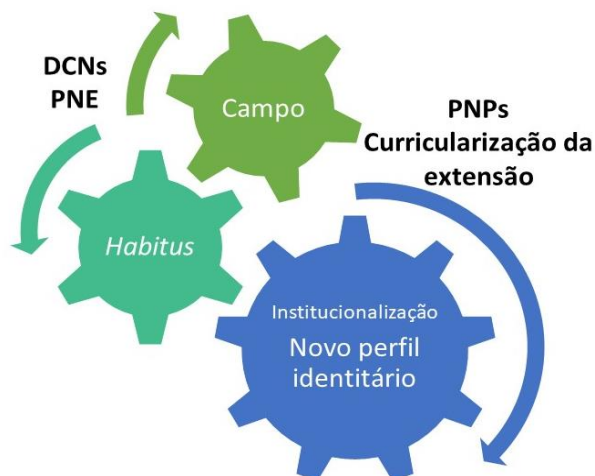 DCNs
PNE
Campo
PNPs
Curricularização da
extensão
Habitus
Institucionalização
Novo perfil
identitário